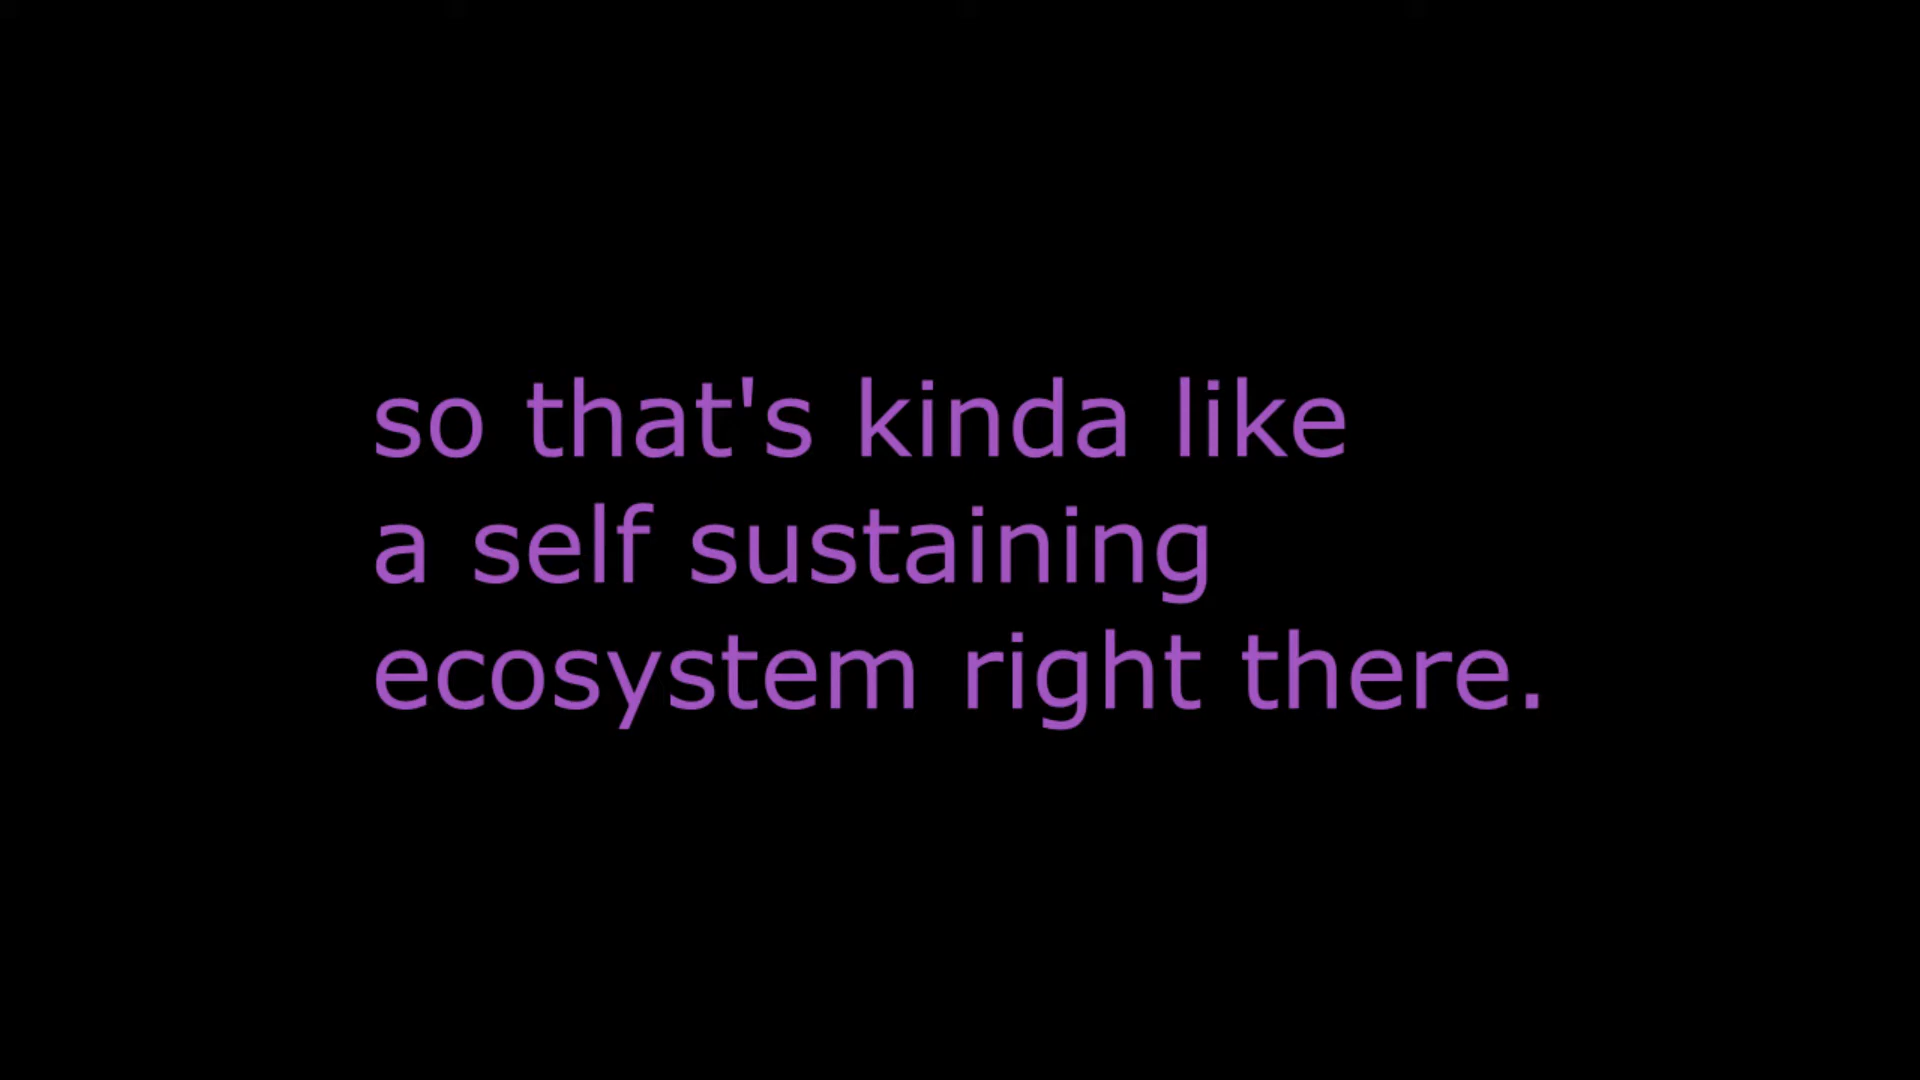 so that's kinda like
a self sustaining
ecosystem right there.